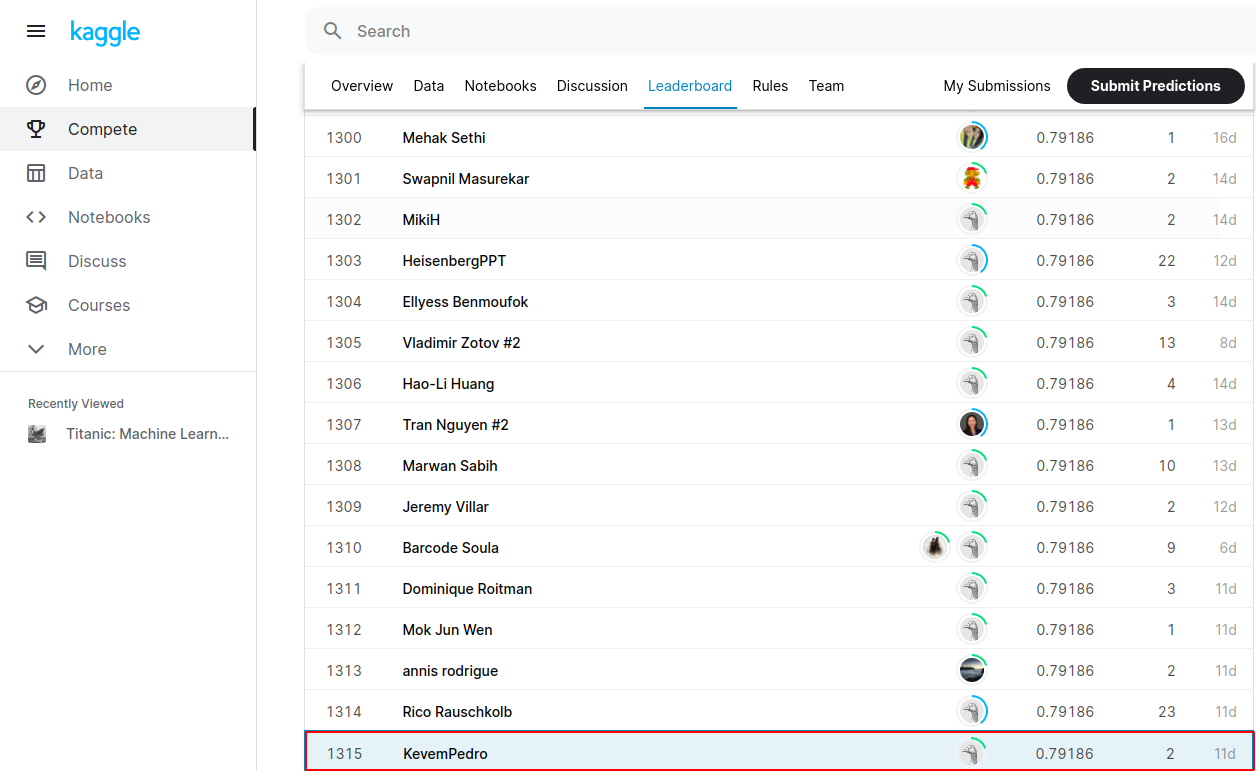 kaggle
Home
Compete
Data
Notebooks
Discuss
Courses
More
Recently Viewed
Titanic: Machine Learn...
Search
Overview Data Notebooks Discussion Leaderboard Rules Team My Submissions Submit Predictions
1300 Mehak Sethi 0.79186 1 16d
1301 Swapnil Masurekar 0.79186 2 14d
1302 MikiH 0.79186 2 14d
1303 HeisenbergPPT 0.79186 22 12d
1304 Ellyess Benmoufok 0.79186 3 14d
1305 Vladimir Zotov #2 0.79186 13 8d
1306 Hao-Li Huang 0.79186 4 14d
1307 Tran Nguyen #2 0.79186 1 13d
1308 Marwan Sabih 0.79186 10 13d
1309 Jeremy Villar 0.79186 2 12d
1310 Barcode Soula 0.79186 9 6d
1311 Dominique Roitman 0.79186 3 11d
1312 Mok Jun Wen 0.79186 1 11d
1313 annis rodrigue 0.79186 2 11d
1314 Rico Rauschkolb 0.79186 23 11d
1315 KevemPedro 0.79186 2 11d